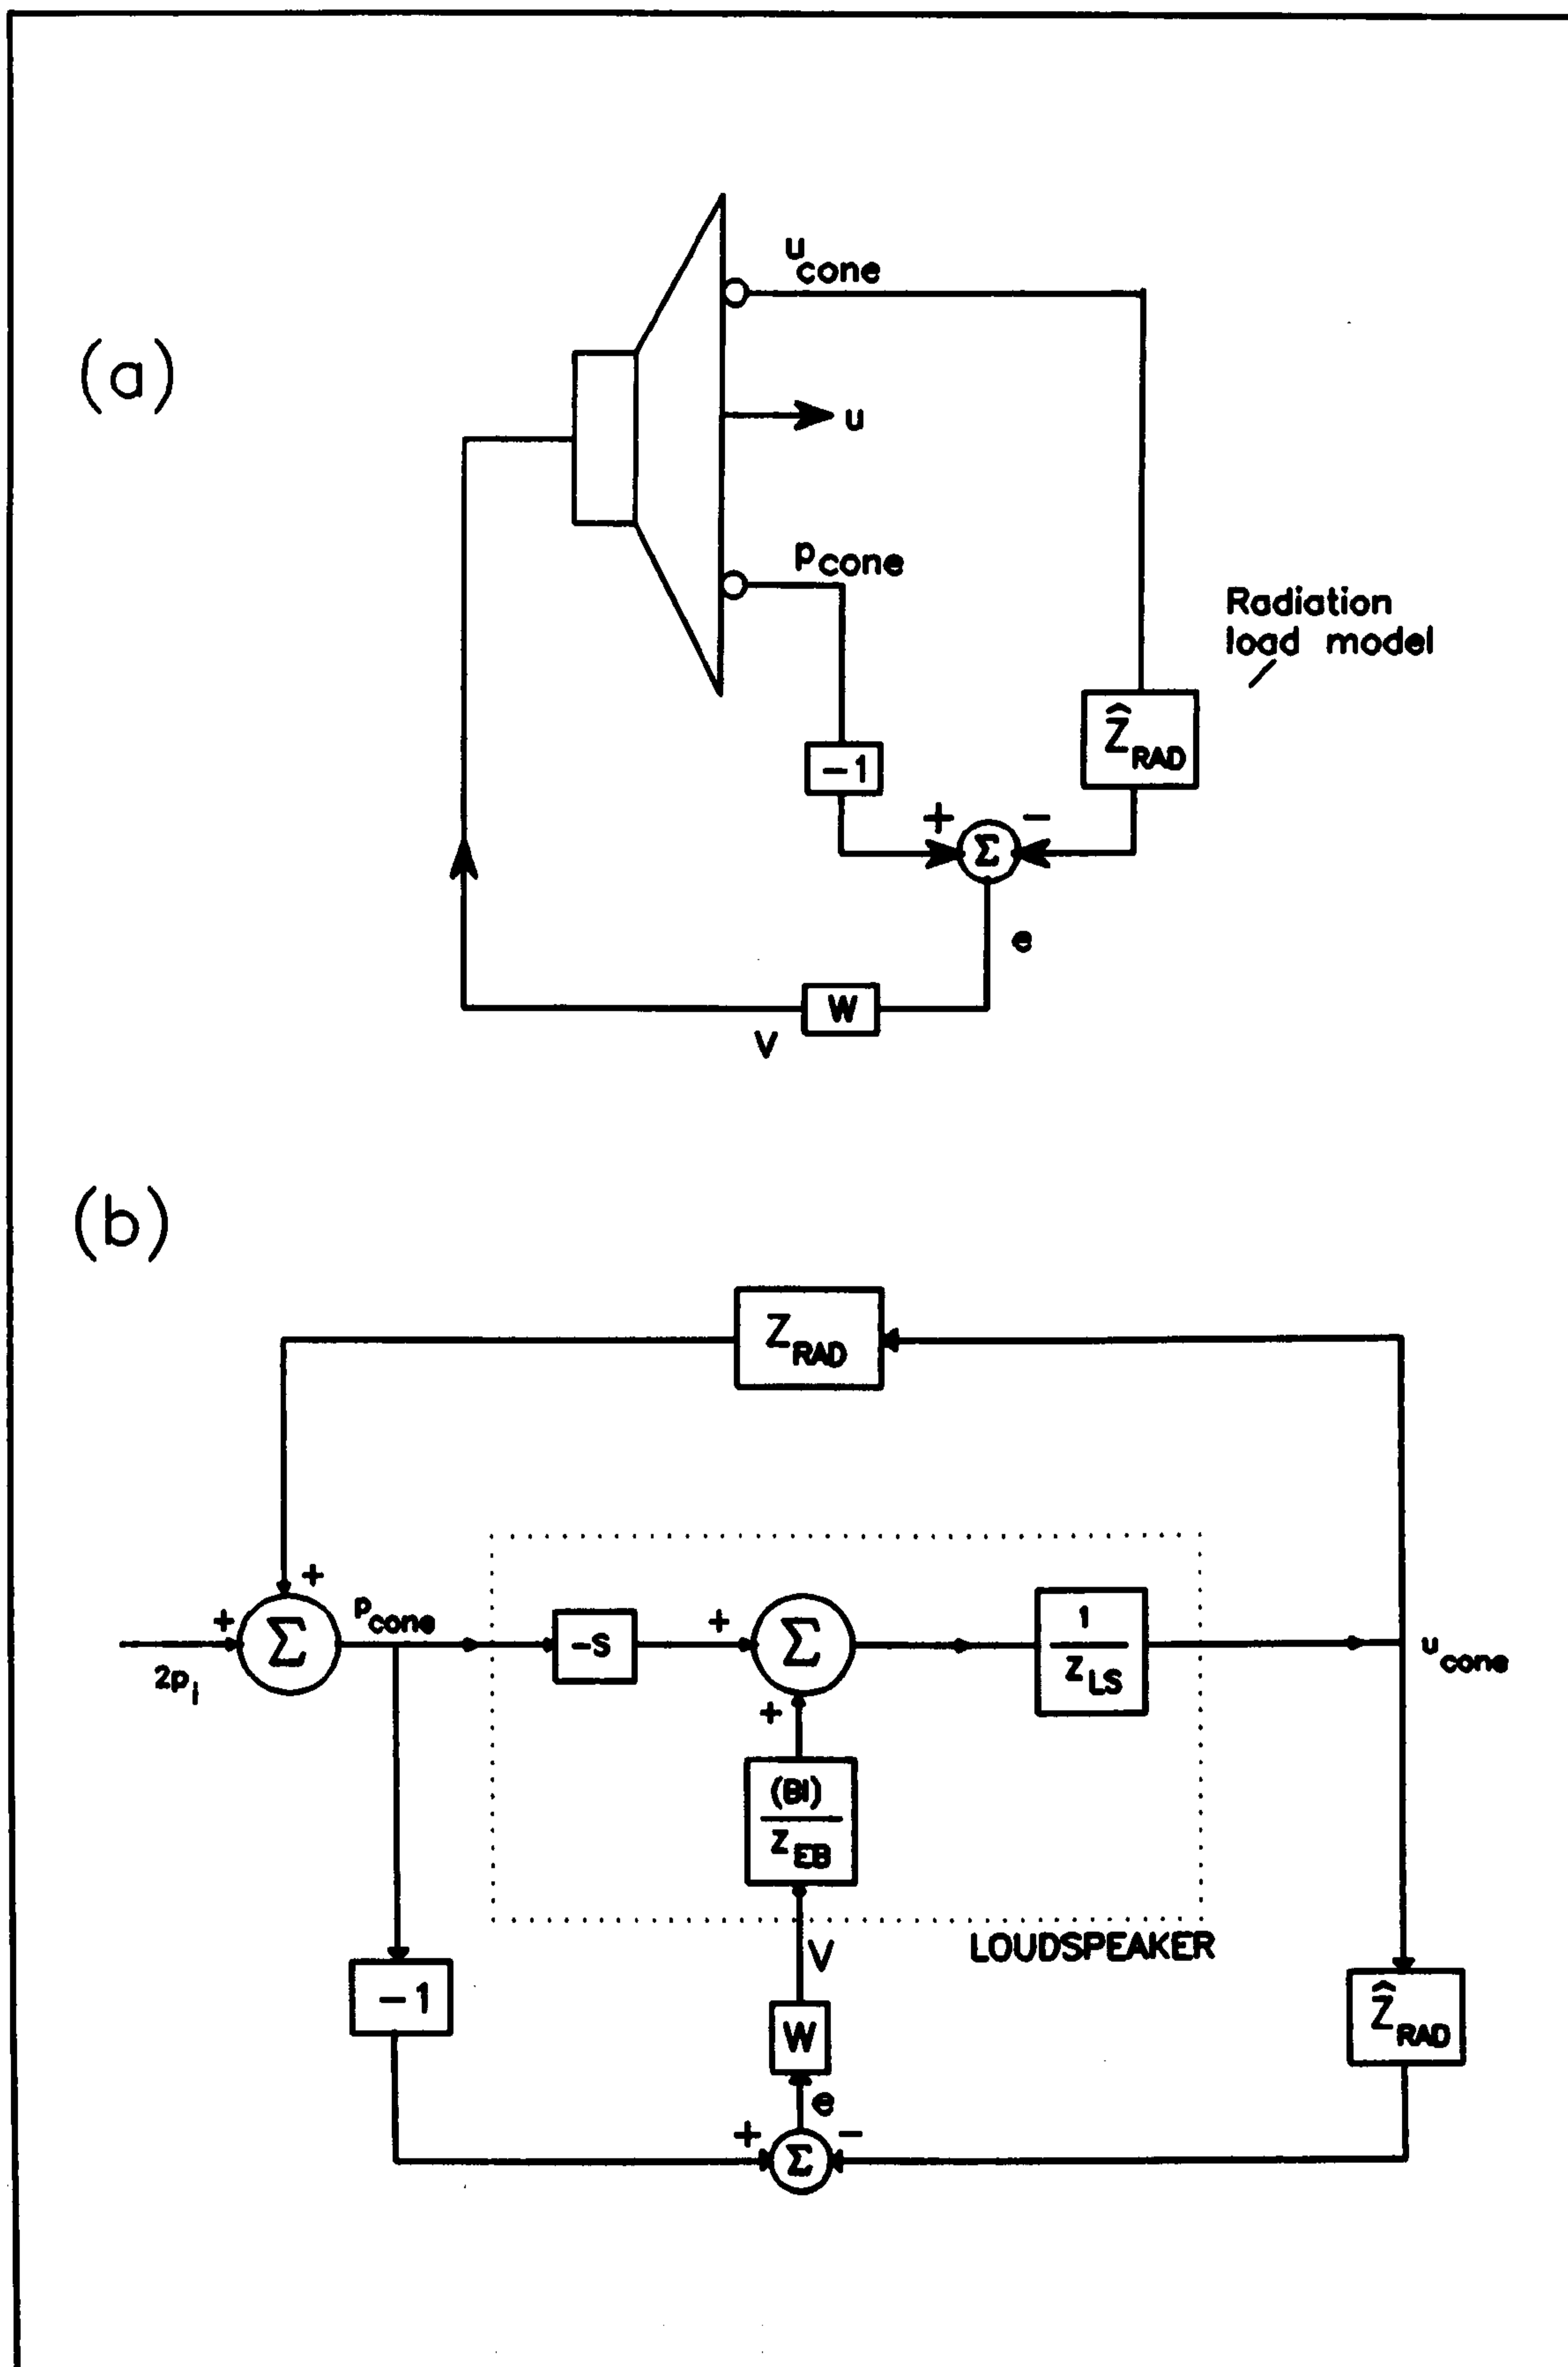 (a)
u cone
u
p cone
Radiation
load model
Ẑ RAD
-1
+
-
Σ
e
W
V
(b)
Z RAD
+
+
Σ
p cone
2p i
-S
+
Σ
1
Z LS
u cone
+
(Bl)
Z EB
LOUDSPEAKER
V
-1
W
Ẑ RAD
e
+
-
Σ